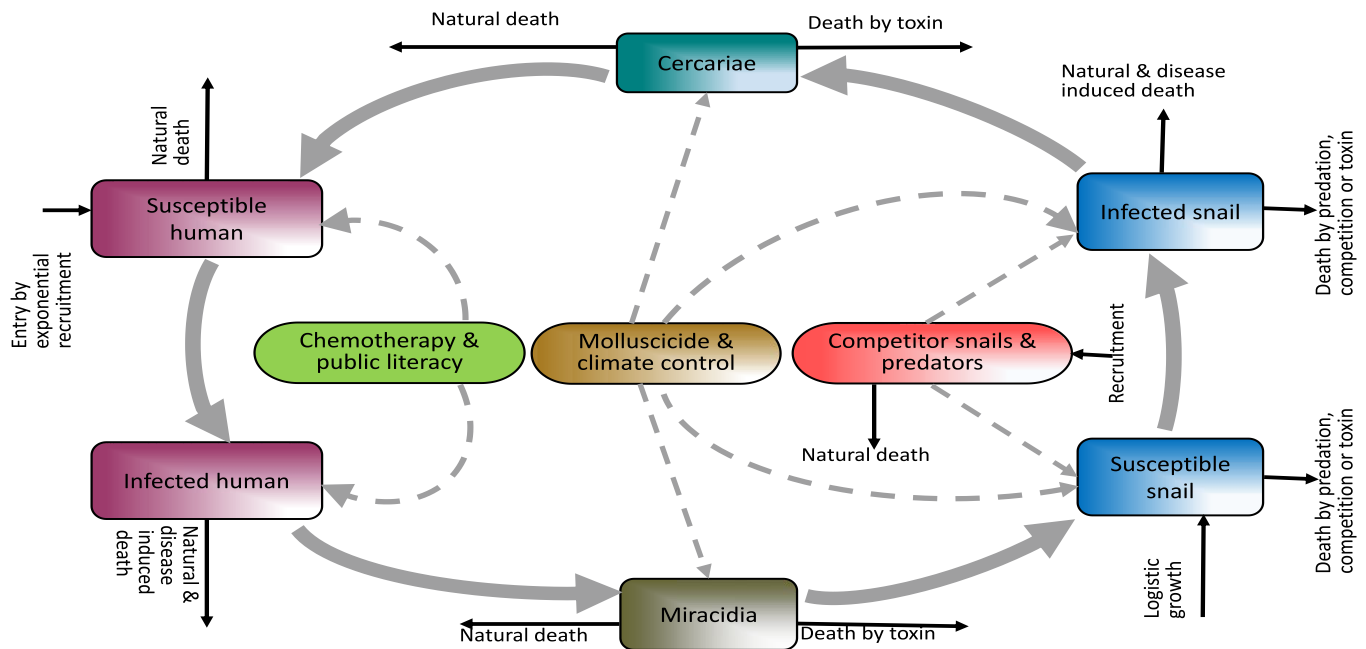 Natural death
Death by toxin
Cercariae
Natural & disease
induced death
Natural
death
Death by predation,
competition or toxin
Susceptible
human
Infected snail
Entry by
exponential
recruitment
Chemotherapy &
public literacy
Molluscicide &
climate control
Competitor snails &
predators
Recruitment
Natural death
Infected human
Susceptible
snail
Death by predation,
competition or toxin
Natural &
disease
induced
death
Logistic
growth
Miracidia
Natural death
Death by toxin